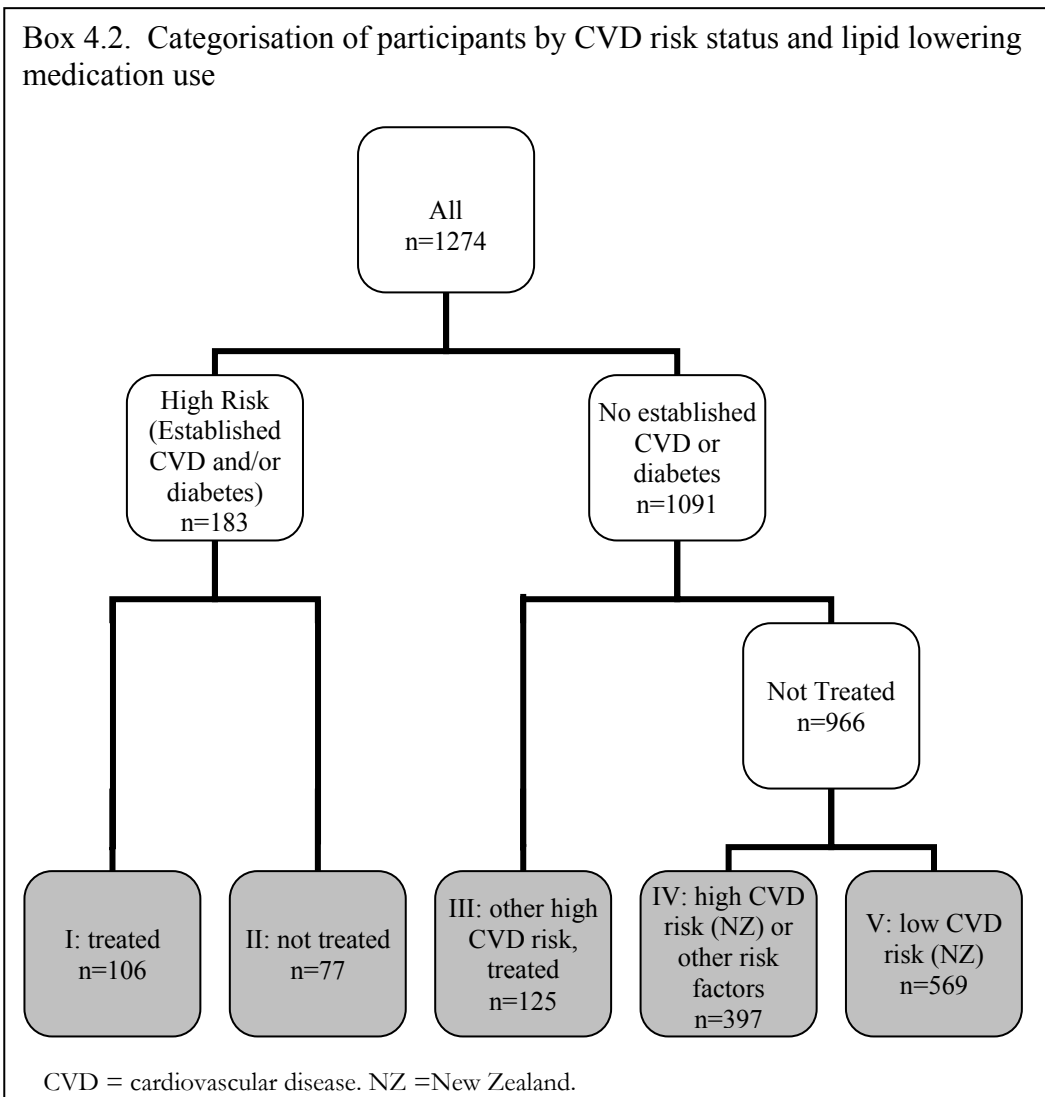 Box 4.2.  Categorisation of participants by CVD risk status and lipid lowering
medication use
All
n=1274
High Risk
(Established
CVD and/or
diabetes)
n=183
No established
CVD or
diabetes
n=1091
Not Treated
n=966
I: treated
n=106
II: not treated
n=77
III: other high
CVD risk,
treated
n=125
IV: high CVD
risk (NZ) or
other risk
factors
n=397
V: low CVD
risk (NZ)
n=569
CVD = cardiovascular disease. NZ =New Zealand.